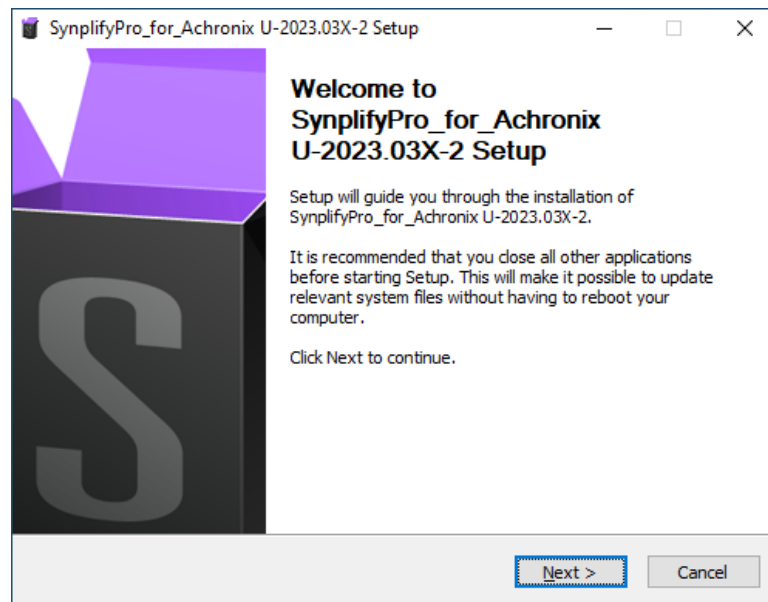 SynplifyPro_for_Achronix U-2023.03X-2 Setup
Welcome to
SynplifyPro_for_Achronix
U-2023.03X-2 Setup
Setup will guide you through the installation of
SynplifyPro_for_Achronix U-2023.03X-2.
It is recommended that you close all other applications
before starting Setup. This will make it possible to update
relevant system files without having to reboot your
computer.
Click Next to continue.
S
Next >
Cancel